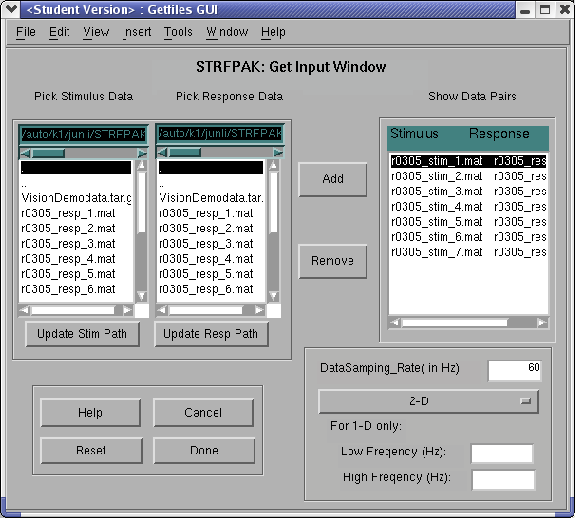 <Student Version> : Getfiles GUI
File Edit View Insert Tools Window Help
STRFPAK: Get Input Window
Pick Stimulus Data
Pick Response Data
Show Data Pairs
/auto/k1/junli/STRFPAK
/auto/k1/junli/STRFPAK
.
..
VisionDemodata.tar.g
r0305_resp_1.mat
r0305_resp_2.mat
r0305_resp_3.mat
r0305_resp_4.mat
r0305_resp_5.mat
r0305_resp_6.mat
.
..
VisionDemodata.tar.
r0305_resp_1.mat
r0305_resp_2.mat
r0305_resp_3.mat
r0305_resp_4.mat
r0305_resp_5.mat
r0305_resp_6.mat
Update Stim Path
Update Resp Path
Add
Remove
Stimuus Response
r0305_stim_1.mat r0305_res
r0305_stim_2.mat r0305_res
r0305_stim_3.mat r0305_res
r0305_stim_4.mat r0305_res
r0305_stim_5.mat r0305_res
r0305_stim_6.mat r0305_res
r0305_stim_7.mat r0305_res
Help
Cancel
Reset
Done
DataSamping_Rate( in Hz) 60
2-D
For 1-D only:
Low Freqency (Hz):
High Freqency (Hz):